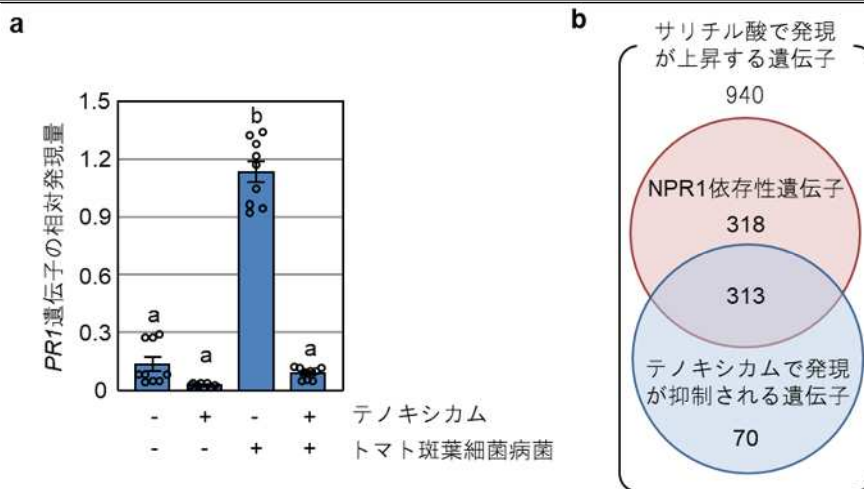 a
PR1遺伝子の相対発現量
1.5
1.2
0.9
0.6
0.3
0
a
a
b
a
- + - + テノキシカム
- - + + トマト斑葉細菌病菌
b
サリチル酸で発現
が上昇する遺伝子
940
NPR1依存性遺伝子
318
313
テノキシカムで発現
が抑制される遺伝子
70